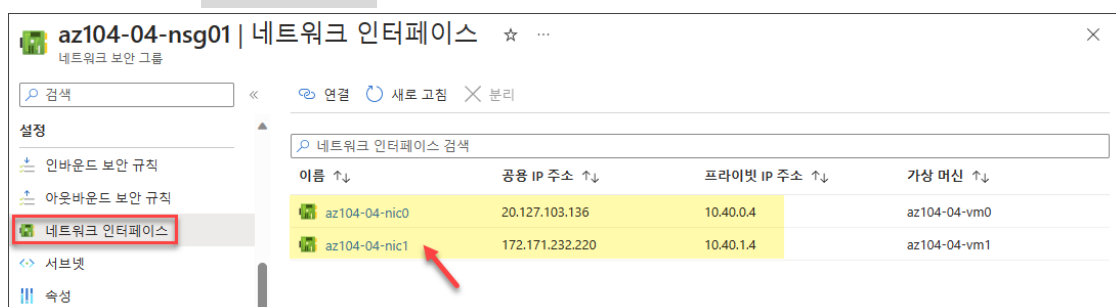 az104-04-nsg01 | 네트워크 인터페이스 ☆ ...
네트워크 보안 그룹
검색 «
연결 새로 고침 분리
설정
네트워크 인터페이스 검색
인바운드 보안 규칙
이름 ↑↓ 공용 IP 주소 ↑↓ 프라이빗 IP 주소 ↑↓ 가상 머신 ↑↓
아웃바운드 보안 규칙
az104-04-nic0 20.127.103.136 10.40.0.4 az104-04-vm0
네트워크 인터페이스
az104-04-nic1 172.171.232.220 10.40.1.4 az104-04-vm1
서브넷
속성